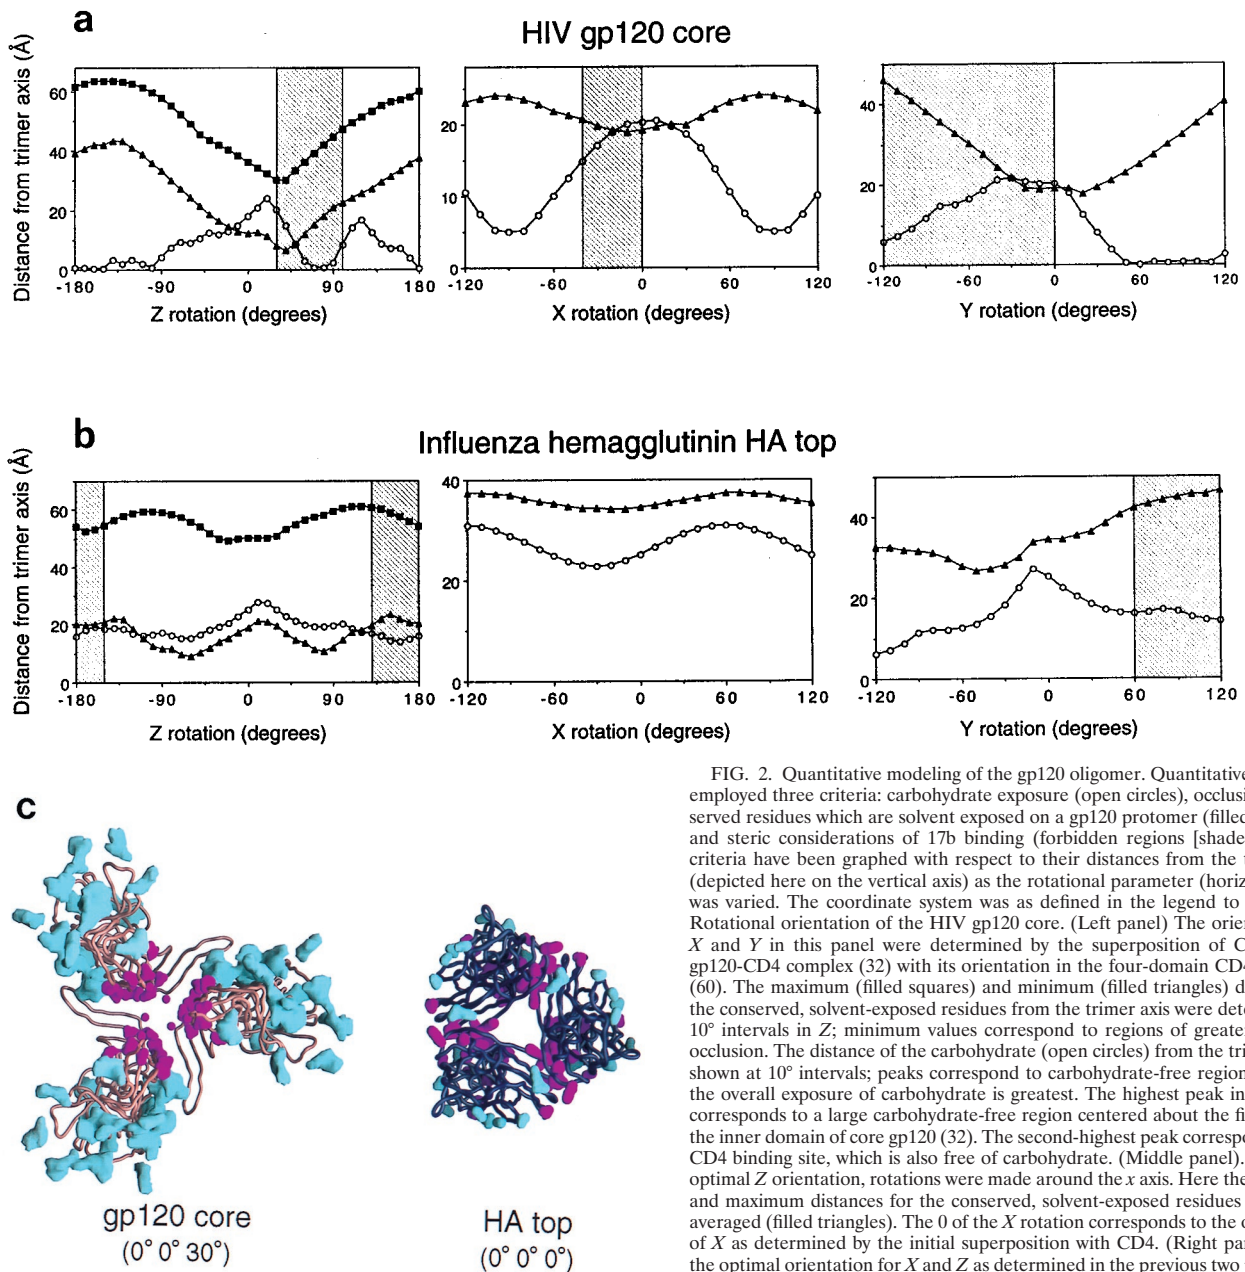 a
HIV gp120 core
Distance from trimer axis (Å)
60
40
20
0
-180 -90 0 90 180
Z rotation (degrees)
20
10
0
-120 -60 0 60 120
X rotation (degrees)
40
20
0
-120 -60 0 60 120
Y rotation (degrees)
b
Influenza hemagglutinin HA top
Distance from trimer axis (Å)
60
40
20
0
-180 -90 0 90 180
Z rotation (degrees)
40
20
0
-120 -60 0 60 120
X rotation (degrees)
40
20
0
-120 -60 0 60 120
Y rotation (degrees)
c
gp120 core
(0° 0° 30°)
HA top
(0° 0° 0°)
FIG. 2. Quantitative modeling of the gp120 oligomer. Quantitative
employed three criteria: carbohydrate exposure (open circles), occlusi
served residues which are solvent exposed on a gp120 protomer (filled
and steric considerations of 17b binding (forbidden regions [shade
criteria have been graphed with respect to their distances from the t
(depicted here on the vertical axis) as the rotational parameter (horiz
was varied. The coordinate system was as defined in the legend to
Rotational orientation of the HIV gp120 core. (Left panel) The orie
X and Y in this panel were determined by the superposition of C
gp120-CD4 complex (32) with its orientation in the four-domain CD4
(60). The maximum (filled squares) and minimum (filled triangles) d
the conserved, solvent-exposed residues from the trimer axis were dete
10° intervals in Z; minimum values correspond to regions of greate
occlusion. The distance of the carbohydrate (open circles) from the tri
shown at 10° intervals; peaks correspond to carbohydrate-free region
the overall exposure of carbohydrate is greatest. The highest peak in
corresponds to a large carbohydrate-free region centered about the fi
the inner domain of core gp120 (32). The second-highest peak correspo
CD4 binding site, which is also free of carbohydrate. (Middle panel).
optimal Z orientation, rotations were made around the x axis. Here the
and maximum distances for the conserved, solvent-exposed residues
averaged (filled triangles). The 0 of the X rotation corresponds to the o
of X as determined by the initial superposition with CD4. (Right par
the optimal orientation for X and Z as determined in the previous two